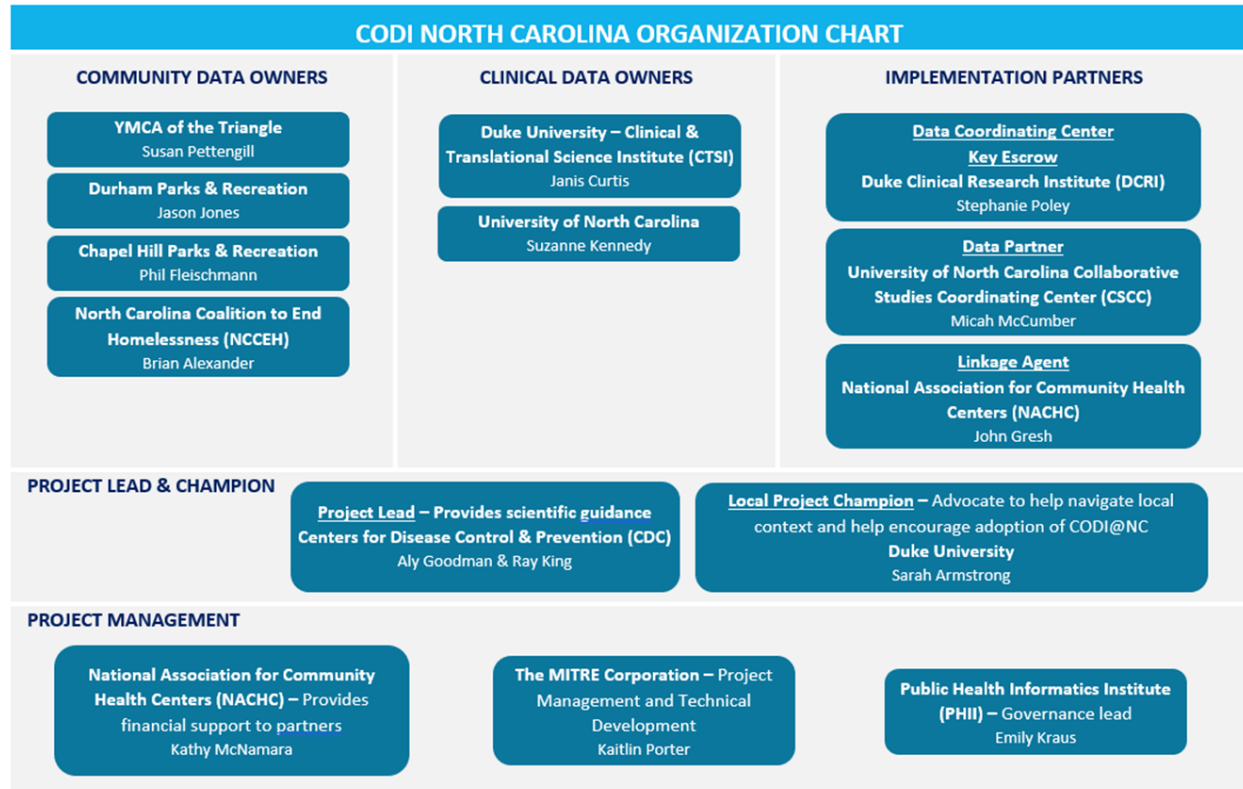 CODI NORTH CAROLINA ORGANIZATION CHART
COMMUNITY DATA OWNERS
YMCA of the Triangle
Susan Pettengill
Durham Parks & Recreation
Jason Jones
Chapel Hill Parks & Recreation
Phil Fleischmann
North Carolina Coalition to End
Homelessness (NCCEH)
Brian Alexander
CLINICAL DATA OWNERS
Duke University – Clinical &
Translational Science Institute (CTSI)
Janis Curtis
University of North Carolina
Suzanne Kennedy
IMPLEMENTATION PARTNERS
Data Coordinating Center
Key Escrow
Duke Clinical Research Institute (DCRI)
Stephanie Poley
Data Partner
University of North Carolina Collaborative
Studies Coordinating Center (CSCC)
Micah McCumber
Linkage Agent
National Association for Community Health
Centers (NACHC)
John Gresh
PROJECT LEAD & CHAMPION
Project Lead – Provides scientific guidance
Centers for Disease Control & Prevention (CDC)
Aly Goodman & Ray King
Local Project Champion – Advocate to help navigate local
context and help encourage adoption of CODI@NC
Duke University
Sarah Armstrong
PROJECT MANAGEMENT
National Association for Community
Health Centers (NACHC) – Provides
financial support to partners
Kathy McNamara
The MITRE Corporation – Project
Management and Technical
Development
Kaitlin Porter
Public Health Informatics Institute
(PHII) – Governance lead
Emily Kraus